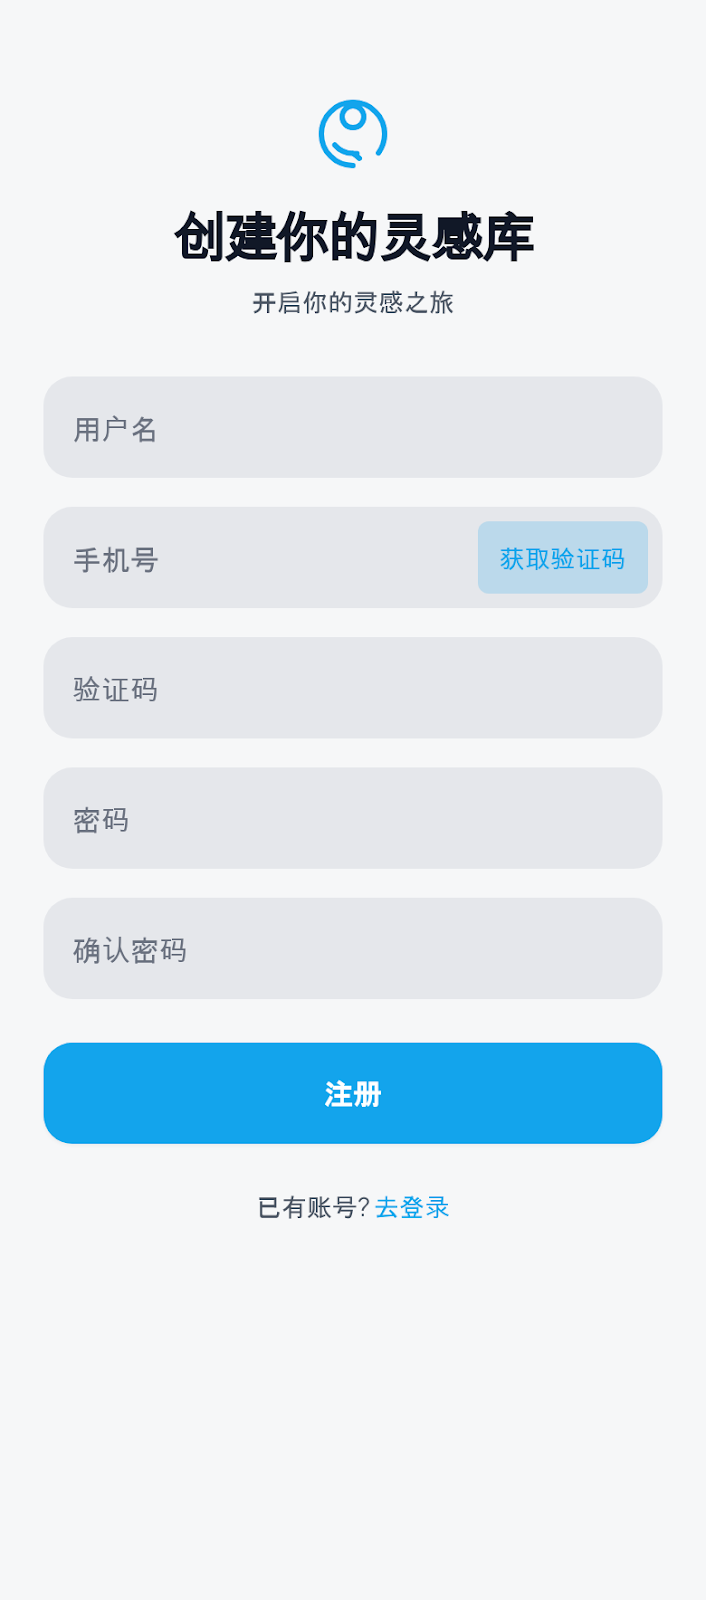 创建你的灵感库
开启你的灵感之旅
用户名
手机号
获取验证码
验证码
密码
确认密码
注册
已有账号? 去登录